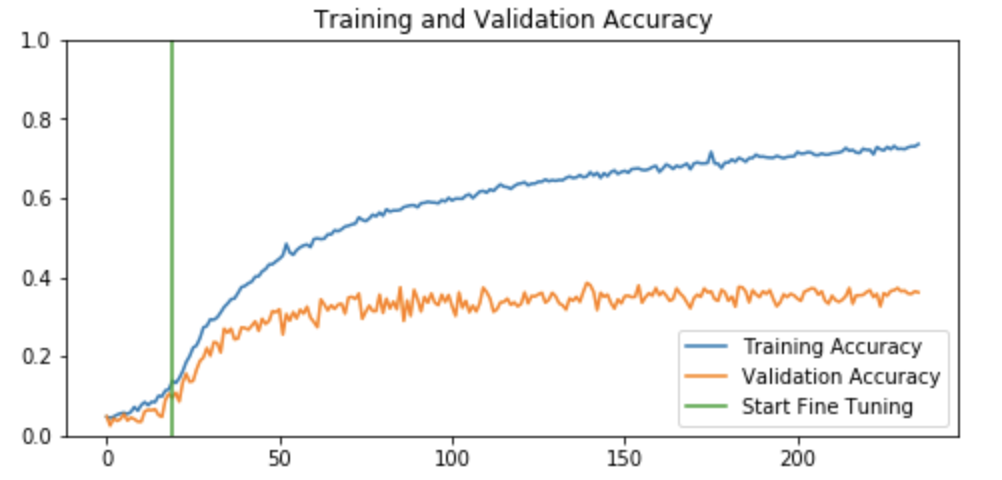 Training and Validation Accuracy
1.0
0.8
0.6
0.4
0.2
0.0
Training Accuracy
Validation Accuracy
Start Fine Tuning
0 50 100 150 200